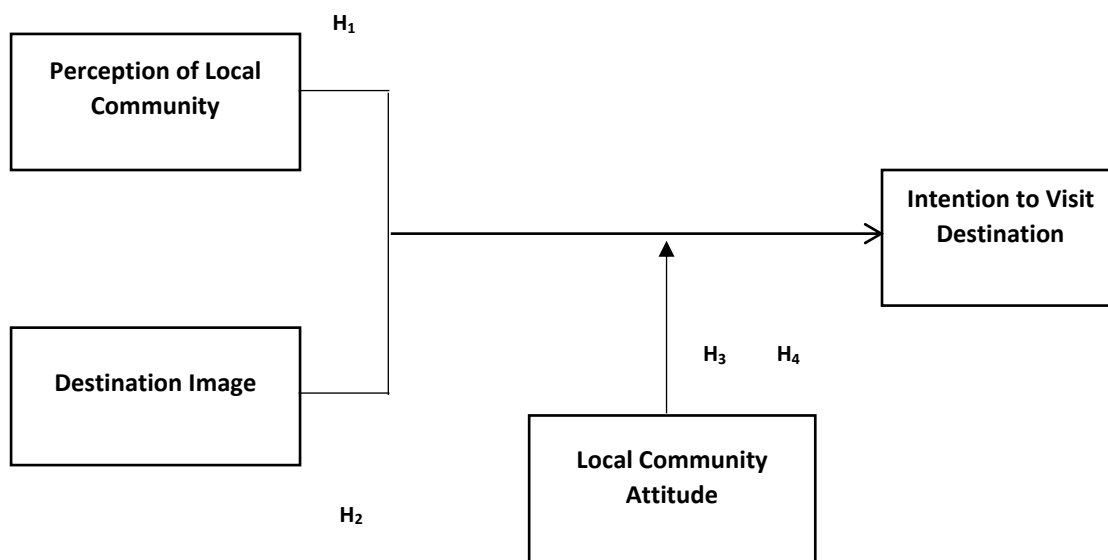 H₁
Perception of Local
Community
Intention to Visit
Destination
Destination Image
H₃ H₄
Local Community
Attitude
H₂